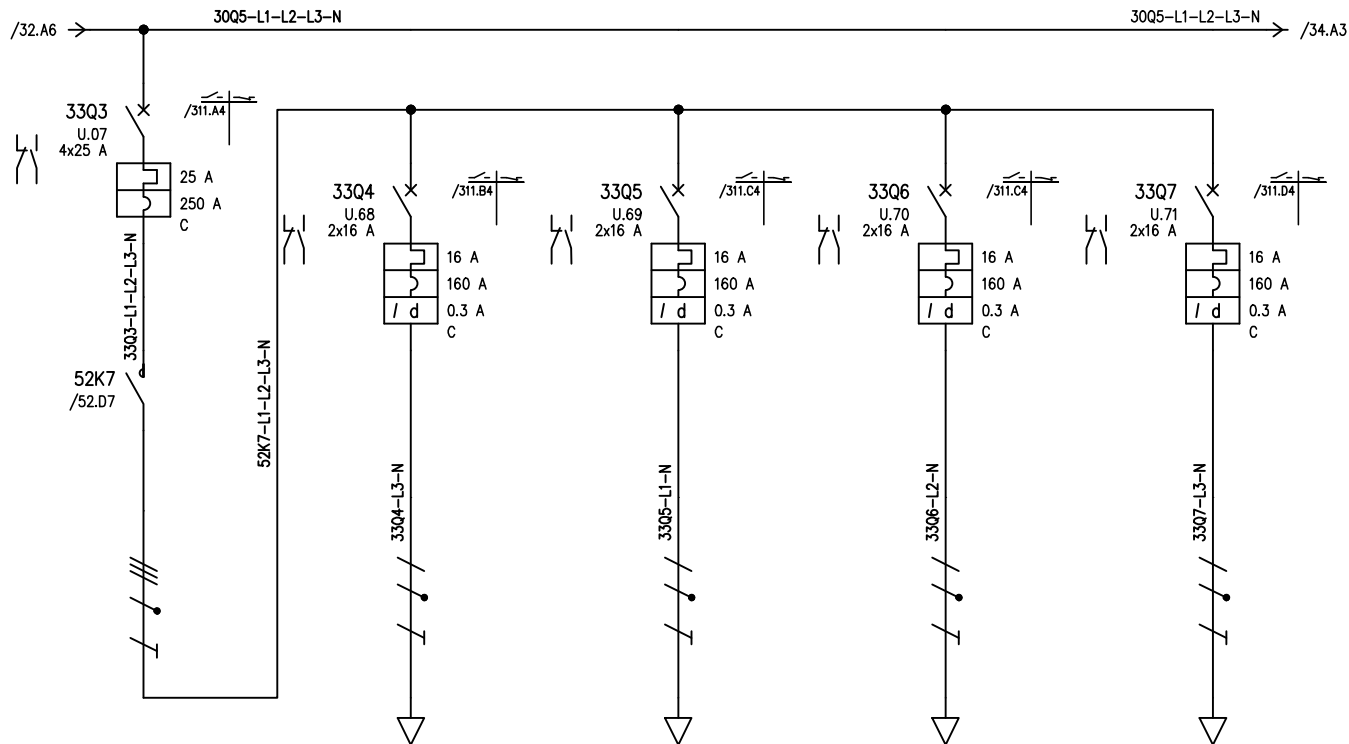 30Q5-L1-L2-L3-N
30Q5-L1-L2-L3-N
/32.A6
/34.A3
33Q3
U.07
4x25 A
/311.A4
25 A
250 A
C
33Q3-L1-L2-L3-N
52K7
/52.D7
52K7-L1-L2-L3-N
33Q4
U.68
2x16 A
/311.B4
16 A
160 A
I d
0.3 A
C
33Q4-L3-N
33Q5
U.69
2x16 A
/311.C4
16 A
160 A
I d
0.3 A
C
33Q5-L1-N
33Q6
U.70
2x16 A
/311.C4
16 A
160 A
I d
0.3 A
C
33Q6-L2-N
33Q7
U.71
2x16 A
/311.D4
16 A
160 A
I d
0.3 A
C
33Q7-L3-N